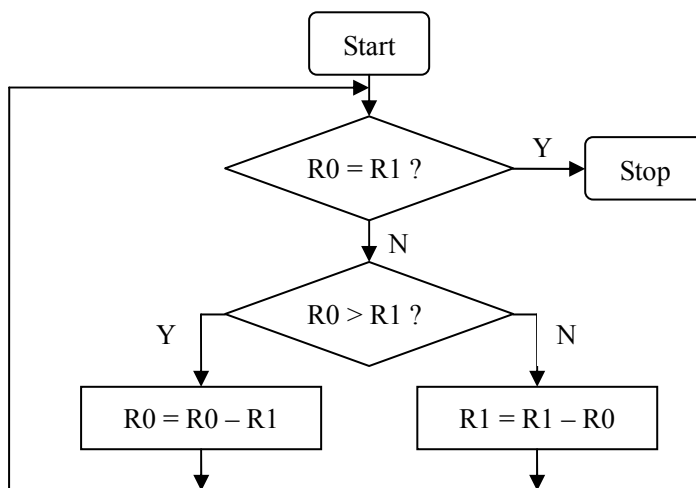 Start
R0 = R1 ?
Y
Stop
N
R0 > R1 ?
Y
N
R0 = R0 – R1
R1 = R1 – R0